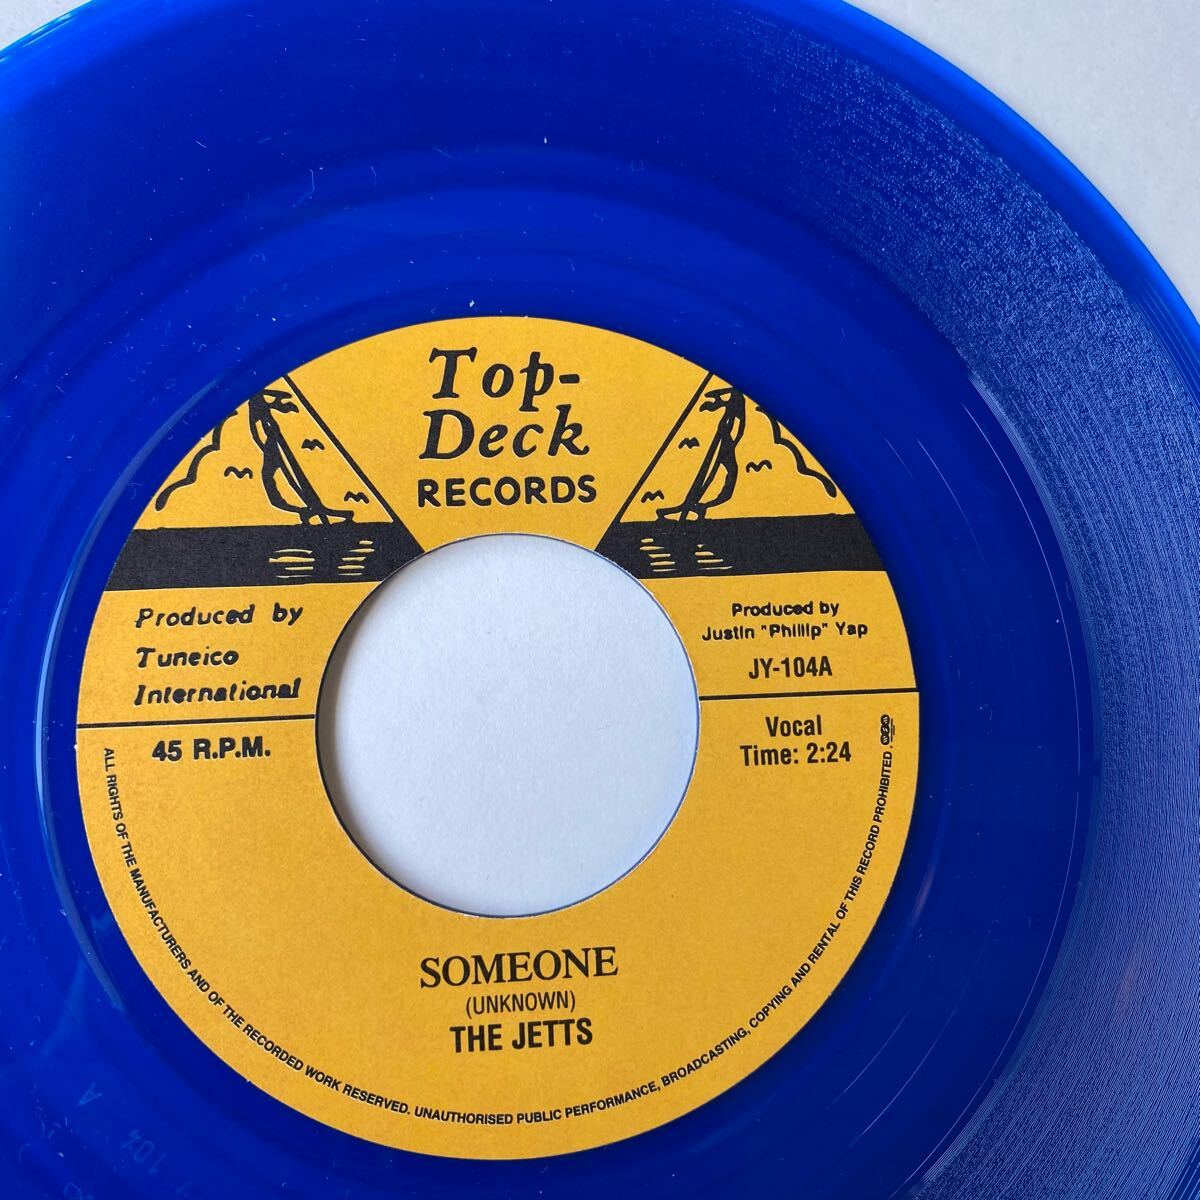 Top-
Deck
RECORDS
Produced by
Tuneico
International
45 R.P.M.
Produced by
Justin "Phillip" Yap
JY-104A
Vocal
Time: 2:24
SOMEONE
(UNKNOWN)
THE JETTS
ALL RIGHTS OF THE MANUFACTURERS AND OF THE RECORDED WORK RESERVED. UNAUTHORISED PUBLIC PERFORMANCE, BROADCASTING, COPYING AND RENTAL OF THIS RECORD PROHIBITED.
104 A